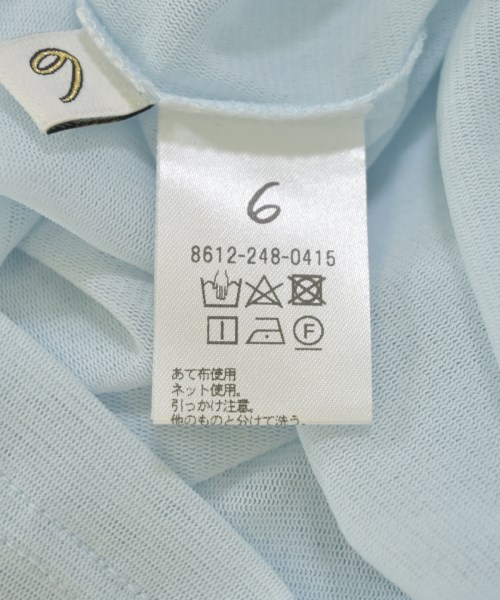 6
6
8612-248-0415
F
あて布使用
ネット使用。
引っかけ注意。
他のものと分けて洗う。